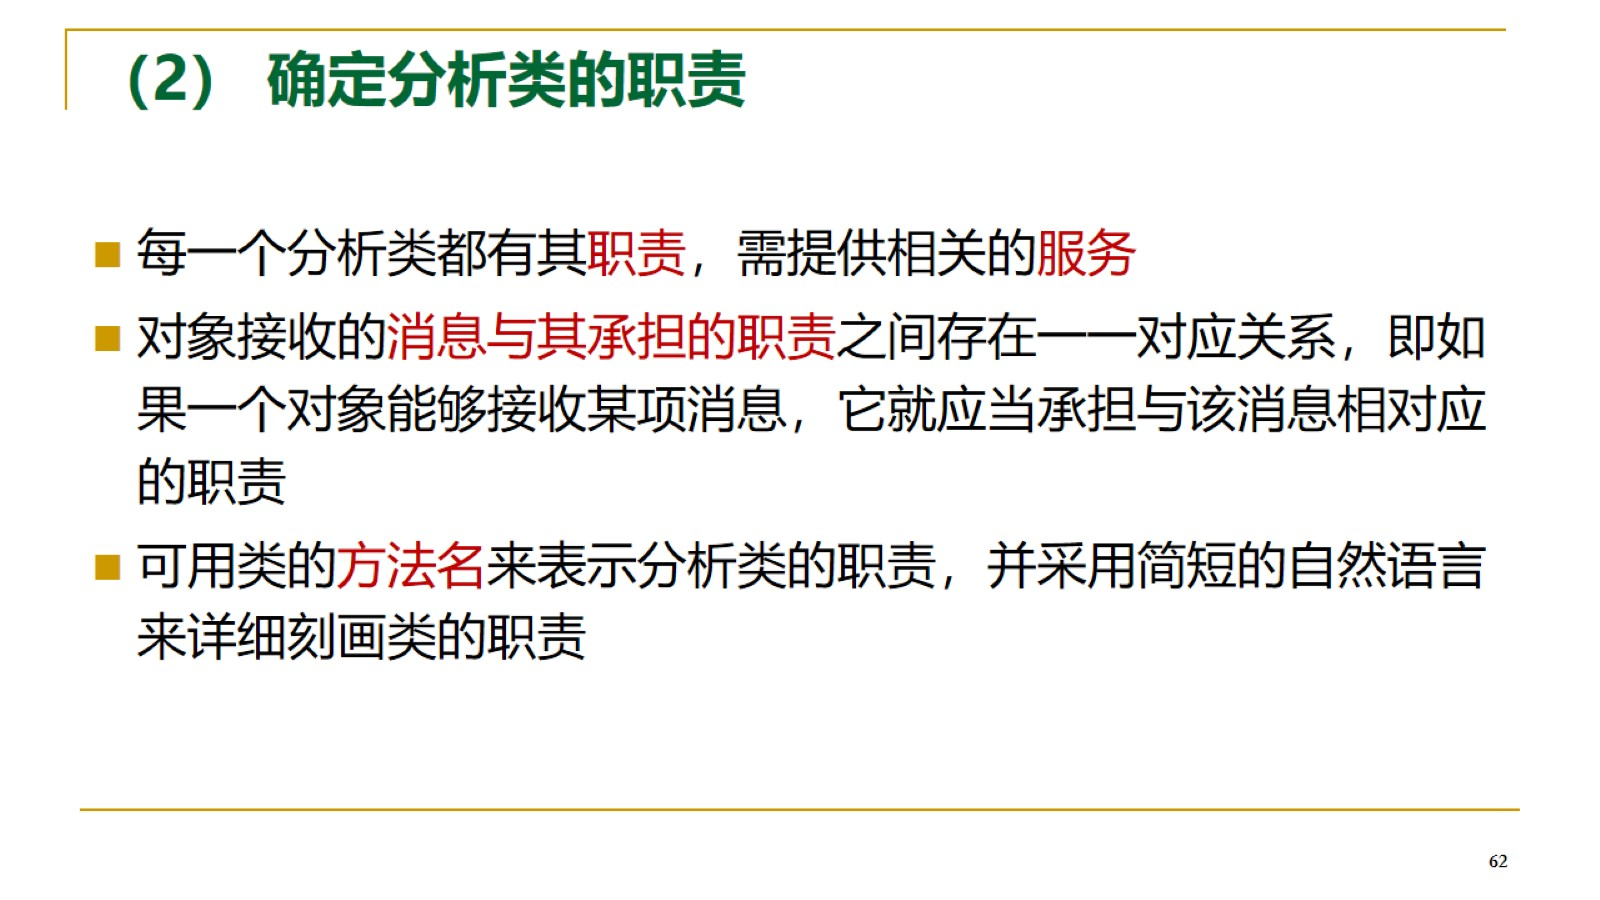 （2） 确定分析类的职责
每一个分析类都有其职责，需提供相关的服务
对象接收的消息与其承担的职责之间存在一一对应关系，即如
果一个对象能够接收某项消息，它就应当承担与该消息相对应
的职责
可用类的方法名来表示分析类的职责，并采用简短的自然语言
来详细刻画类的职责
62